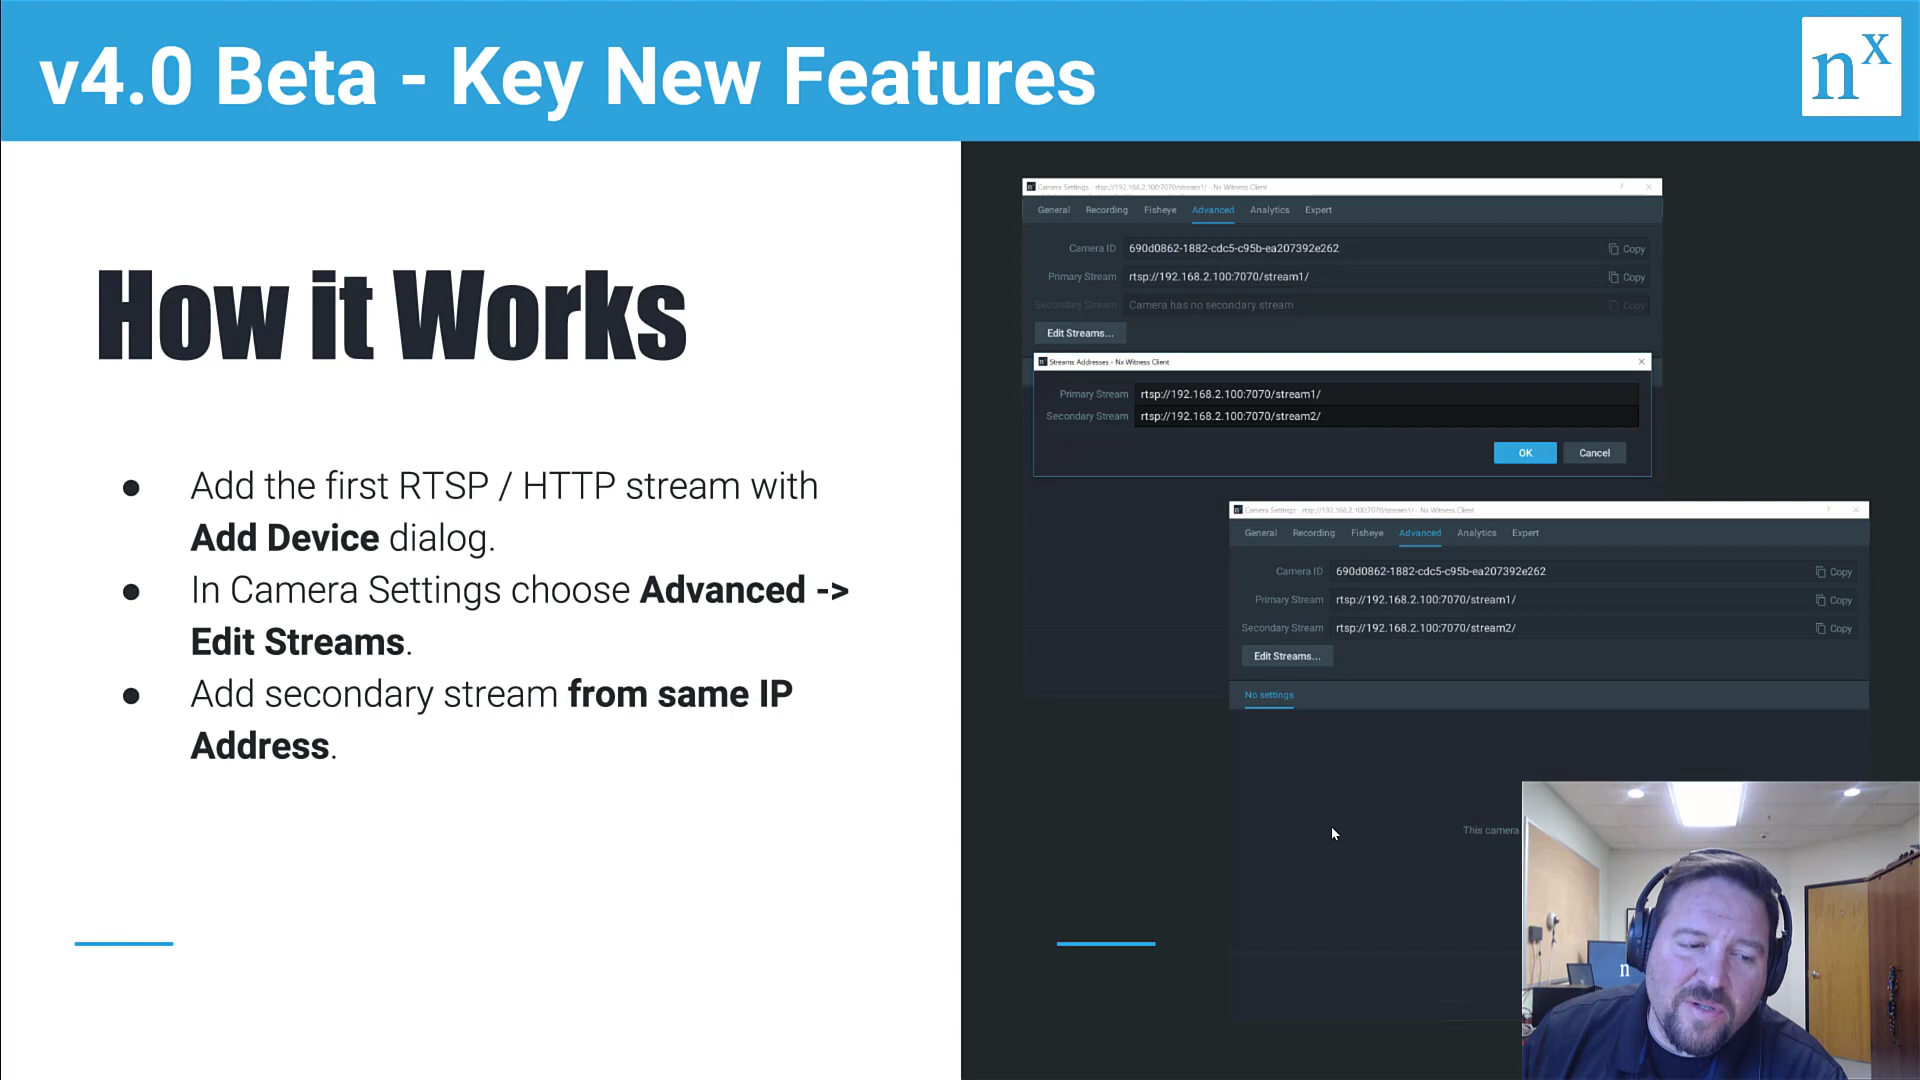 v4.0 Beta - Key New Features
nx
How it Works
● Add the first RTSP / HTTP stream with
Add Device dialog.
● In Camera Settings choose Advanced ->
Edit Streams.
● Add secondary stream from same IP
Address.
Camera Settings - rtsp://192.168.2.100:7070/stream1/ - Nx Witness Client
General Recording Fisheye Advanced Analytics Expert
Camera ID 690d0862-1882-cdc5-c95b-ea207392e262 Copy
Primary Stream rtsp://192.168.2.100:7070/stream1/ Copy
Secondary Stream Camera has no secondary stream Copy
Edit Streams...
Streams Addresses - Nx Witness Client
Primary Stream rtsp://192.168.2.100:7070/stream1/
Secondary Stream rtsp://192.168.2.100:7070/stream2/
OK Cancel
Camera Settings - rtsp://192.168.2.100:7070/stream1/ - Nx Witness Client
General Recording Fisheye Advanced Analytics Expert
Camera ID 690d0862-1882-cdc5-c95b-ea207392e262 Copy
Primary Stream rtsp://192.168.2.100:7070/stream1/ Copy
Secondary Stream rtsp://192.168.2.100:7070/stream2/ Copy
Edit Streams...
No settings
This camera
n